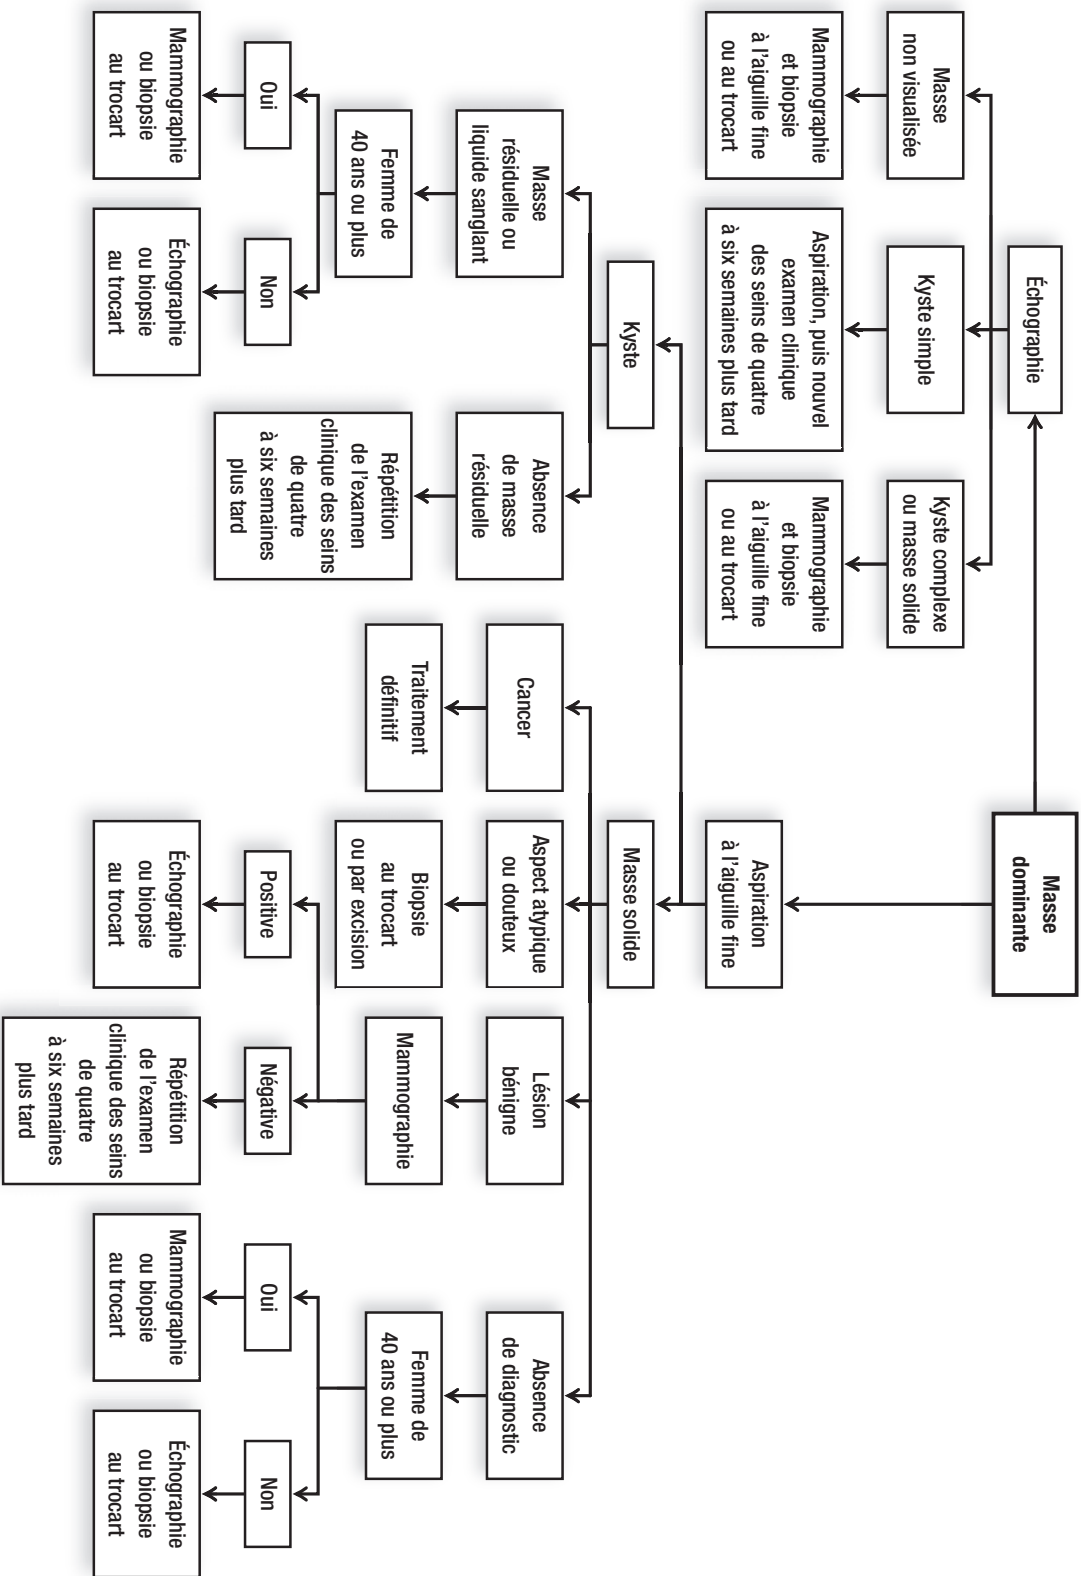 Masse
dominante
Échographie
Masse
non visualisée
Mammographie
et biopsie
à l'aiguille fine
ou au trocart
Kyste simple
Aspiration, puis nouvel
examen clinique
des seins de quatre
à six semaines plus tard
Kyste complexe
ou masse solide
Mammographie
et biopsie
à l'aiguille fine
ou au trocart
Aspiration
à l'aiguille fine
Kyste
Masse
résiduelle ou
liquide sanglant
Femme de
40 ans ou plus
Oui
Mammographie
ou biopsie
au trocart
Non
Échographie
ou biopsie
au trocart
Absence
de masse
résiduelle
Répétition
de l'examen
clinique des seins
de quatre
à six semaines
plus tard
Masse solide
Cancer
Traitement
définitif
Aspect atypique
ou douteux
Biopsie
au trocart
ou par excision
Lésion
bénigne
Mammographie
Positive
Échographie
ou biopsie
au trocart
Négative
Répétition
de l'examen
clinique des seins
de quatre
à six semaines
plus tard
Absence
de diagnostic
Femme de
40 ans ou plus
Oui
Mammographie
ou biopsie
au trocart
Non
Échographie
ou biopsie
au trocart